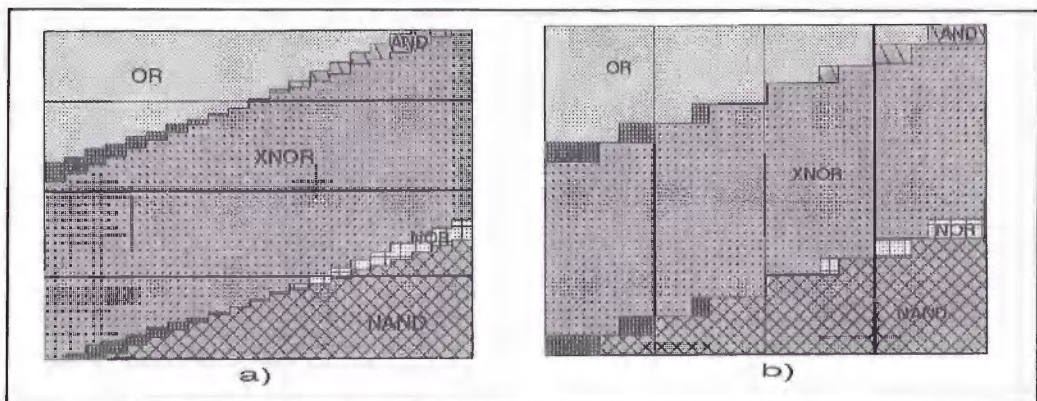 OR
AND
XNOR
NOR
NAND
a)
OR
AND
XNOR
NOR
NAND
b)